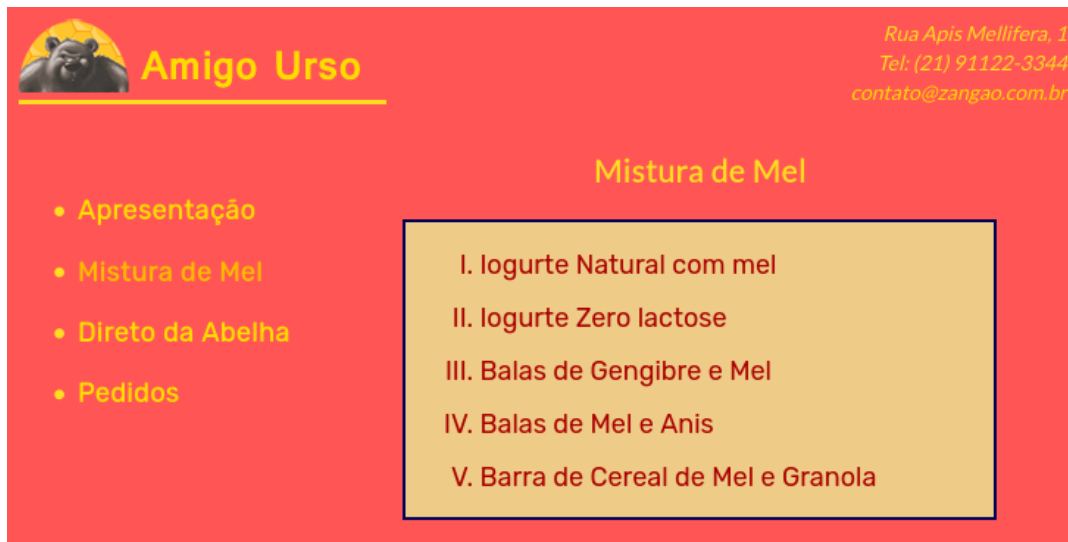 Amigo Urso
Rua Apis Mellifera, 1
Tel: (21) 91122-3344
contato@zangao.com.br
• Apresentação
• Mistura de Mel
• Direto da Abelha
• Pedidos
Mistura de Mel
I. Iogurte Natural com mel
II. Iogurte Zero lactose
III. Balas de Gengibre e Mel
IV. Balas de Mel e Anis
V. Barra de Cereal de Mel e Granola